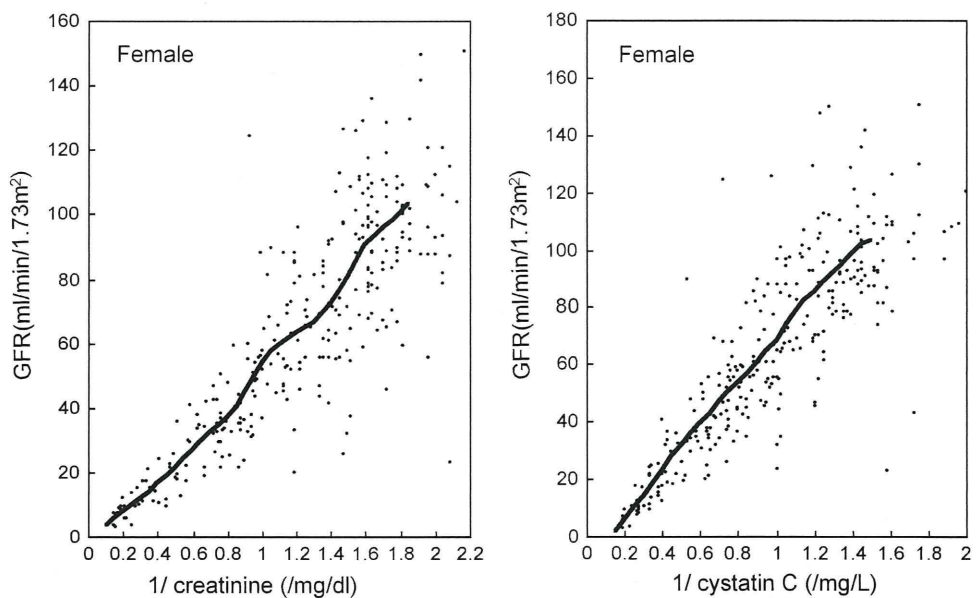 160
140
120
100
80
60
40
20
0
Female
GFR(ml/min/1.73m²)
0 0.2 0.4 0.6 0.8 1 1.2 1.4 1.6 1.8 2 2.2
1/ creatinine (/mg/dl)
180
160
140
120
100
80
60
40
20
0
Female
GFR(ml/min/1.73m²)
0 0.2 0.4 0.6 0.8 1 1.2 1.4 1.6 1.8 2
1/ cystatin C (/mg/L)